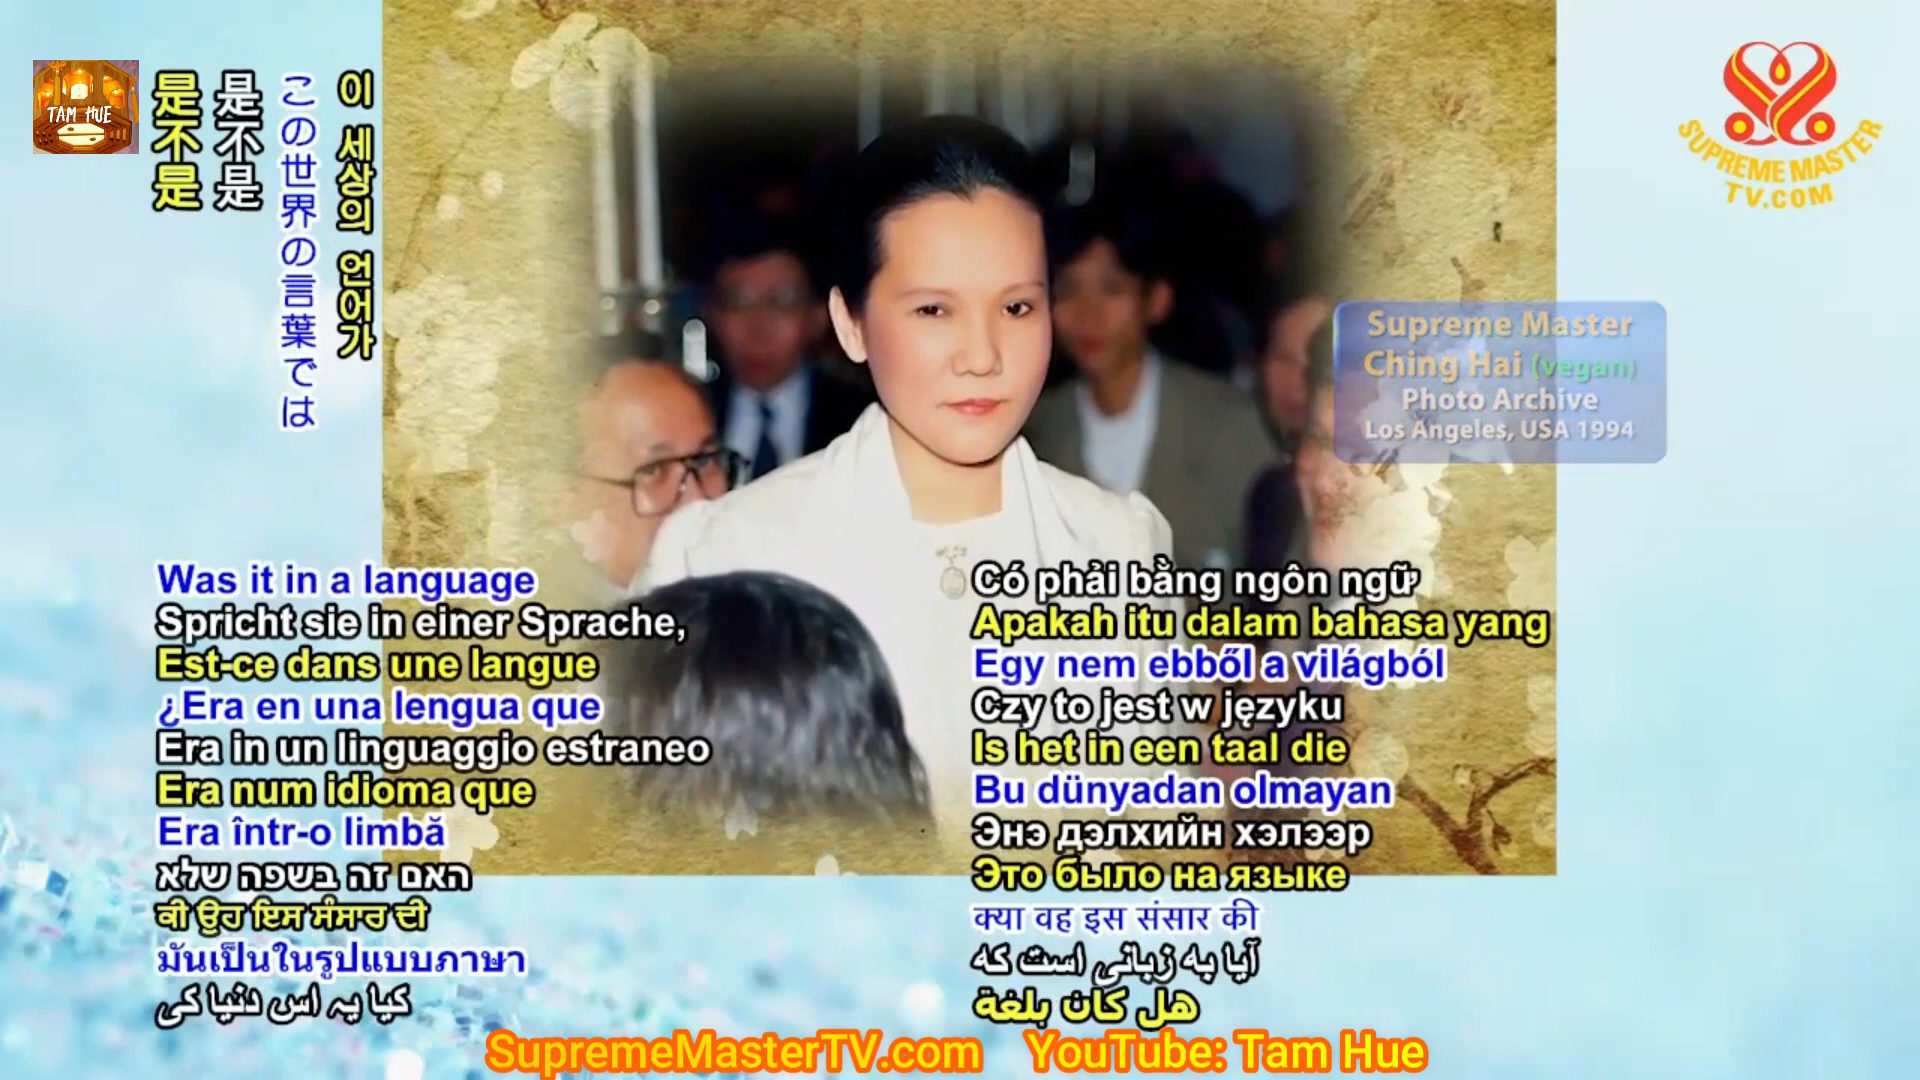 TAM HUE
是不是
是不是
この世界の言葉では
이 세상의 언어가
SUPREME MASTER
TV.COM
Supreme Master
Ching Hai (vegan)
Photo Archive
Los Angeles, USA 1994
Was it in a language
Spricht sie in einer Sprache,
Est-ce dans une langue
¿Era en una lengua que
Era in un linguaggio estraneo
Era num idioma que
Era într-o limbă
האם זה בשפה שלא
ਕੀ ਉਹ ਇਸ ਸੰਸਾਰ ਦੀ
มันเป็นในรูปแบบภาษา
کیا یہ اس دنیا کی
Có phải bằng ngôn ngữ
Apakah itu dalam bahasa yang
Egy nem ebből a világból
Czy to jest w języku
Is het in een taal die
Bu dünyadan olmayan
Энэ дэлхийн хэлээр
Это было на языке
क्या वह इस संसार की
آیا به زبانی است که
هل كان بلغة
SupremeMasterTV.com YouTube: Tam Hue